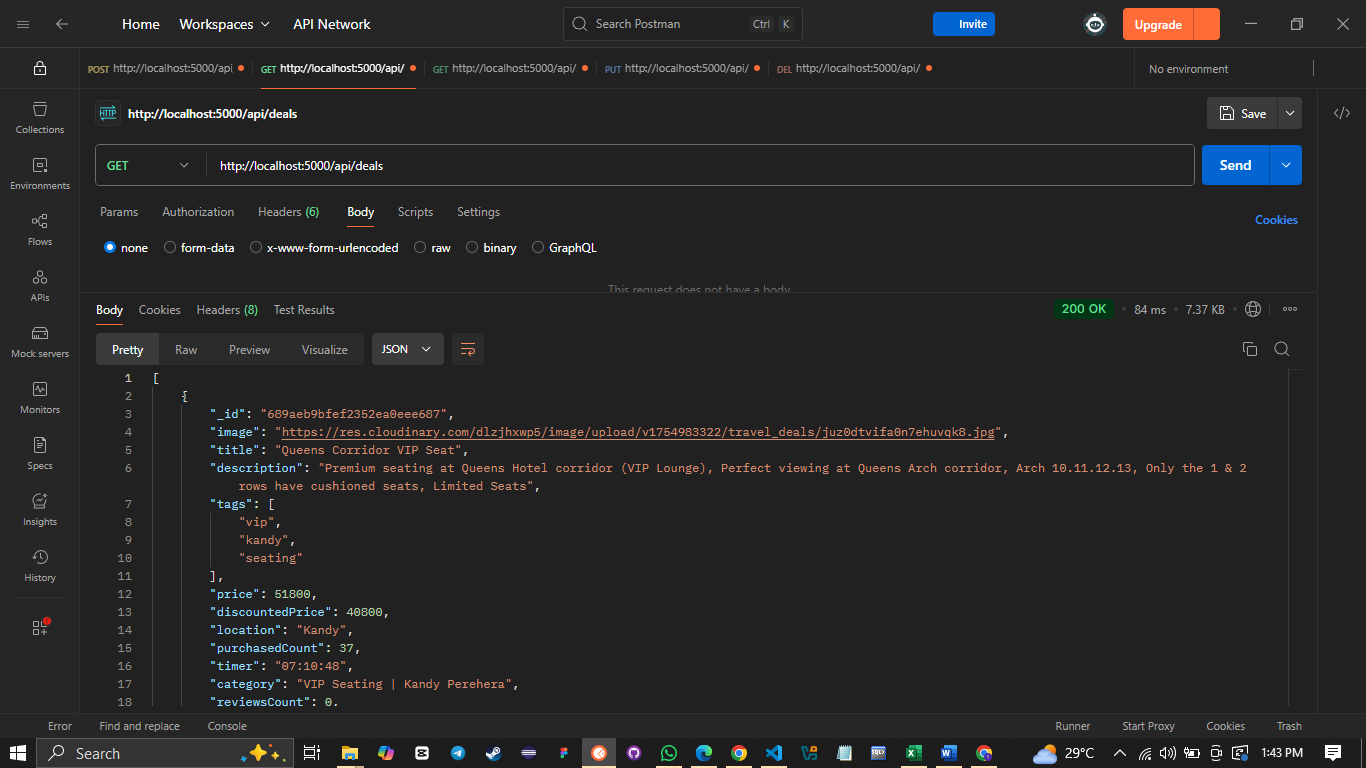 Home Workspaces API Network Search Postman Ctrl K Invite Upgrade
POST http://localhost:5000/api, GET http://localhost:5000/api/ GET http://localhost:5000/api/ PUT http://localhost:5000/api/ DEL http://localhost:5000/api/ No environment
HTTP http://localhost:5000/api/deals Save
Collections
GET http://localhost:5000/api/deals Send
Environments
Params Authorization Headers (6) Body Scripts Settings Cookies
Flows
none form-data x-www-form-urlencoded raw binary GraphQL
This request does not have a body
APIs
Body Cookies Headers (8) Test Results 200 OK • 84 ms • 7.37 KB
Mock servers
Pretty Raw Preview Visualize JSON
1 [
2 {
Monitors
3 "_id": "689aeb9bfef2352ea0eee687",
4 "image": "https://res.cloudinary.com/dlzjhxwp5/image/upload/v1754983322/travel_deals/juz0dtvifa0n7ehuvqk8.jpg",
5 "title": "Queens Corridor VIP Seat",
Specs
6 "description": "Premium seating at Queens Hotel corridor (VIP Lounge), Perfect viewing at Queens Arch corridor, Arch 10.11.12.13, Only the 1 & 2
rows have cushioned seats, Limited Seats",
7 "tags": [
8 "vip",
Insights
9 "kandy",
10 "seating"
11 ],
History
12 "price": 51800,
13 "discountedPrice": 40800,
14 "location": "Kandy",
15 "purchasedCount": 37,
16 "timer": "07:10:48",
17 "category": "VIP Seating | Kandy Perehera",
18 "reviewsCount": 0,
Error Find and replace Console Runner Start Proxy Cookies Trash
Search 29°C 1:43 PM